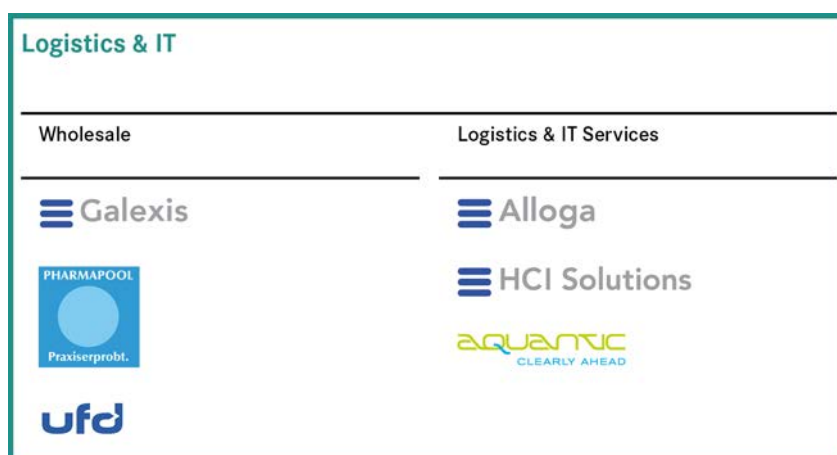 Logistics & IT
Wholesale
Galexis
PHARMAPOOL
Praxiserprobt.
ufd
Logistics & IT Services
Alloga
HCI Solutions
aquantic
CLEARLY AHEAD